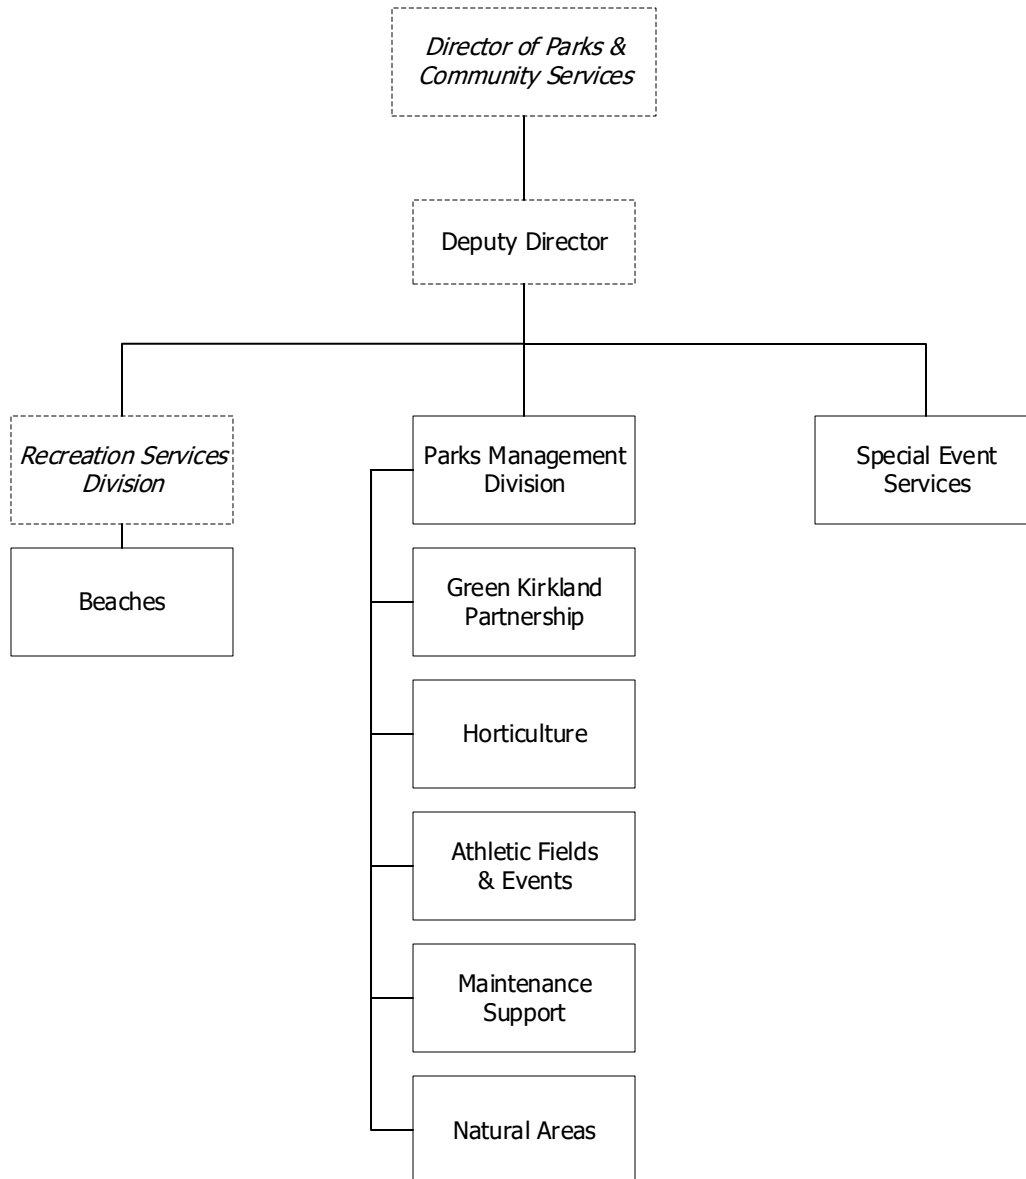 Director of Parks &
Community Services
Deputy Director
Recreation Services
Division
Parks Management
Division
Special Event
Services
Beaches
Green Kirkland
Partnership
Horticulture
Athletic Fields
& Events
Maintenance
Support
Natural Areas